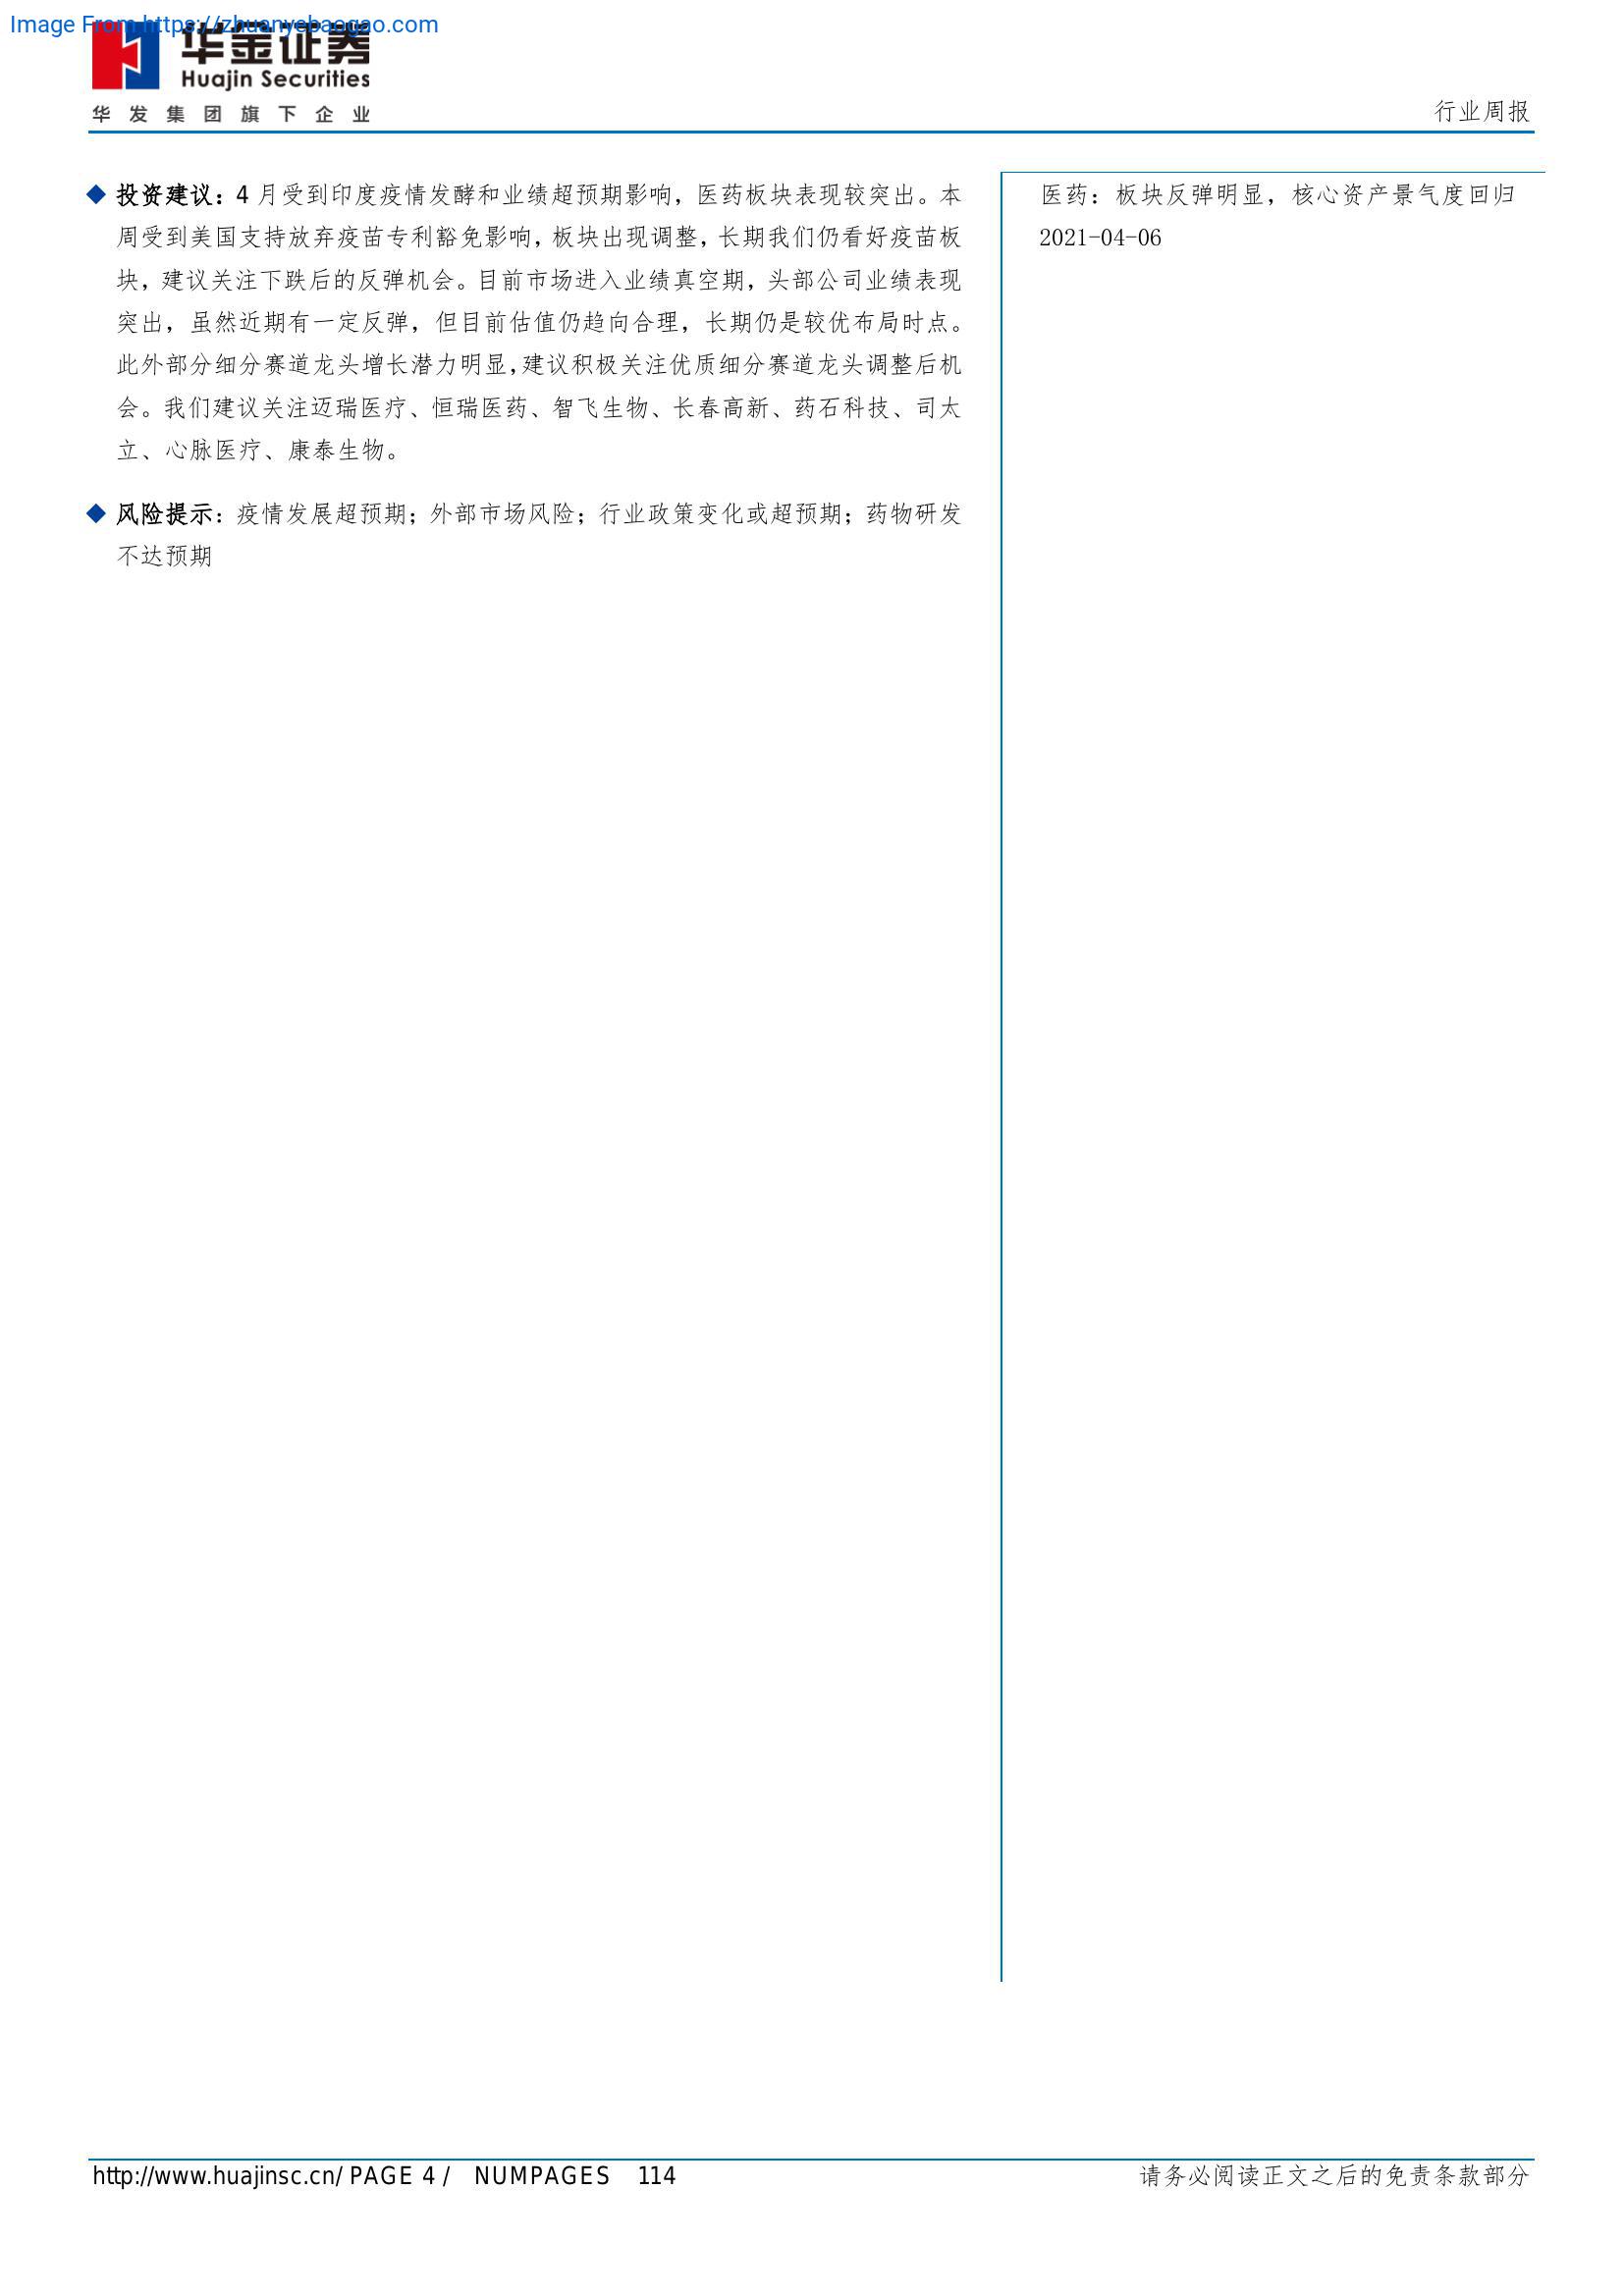 Image From https://zhuanyebaogao.com
华金证券
Huajin Securities
华发集团旗下企业
行业周报
投资建议：4 月受到印度疫情发酵和业绩超预期影响，医药板块表现较突出。本
周受到美国支持放弃疫苗专利豁免影响，板块出现调整，长期我们仍看好疫苗板
块，建议关注下跌后的反弹机会。目前市场进入业绩真空期，头部公司业绩表现
突出，虽然近期有一定反弹，但目前估值仍趋向合理，长期仍是较优布局时点。
此外部分细分赛道龙头增长潜力明显，建议积极关注优质细分赛道龙头调整后机
会。我们建议关注迈瑞医疗、恒瑞医药、智飞生物、长春高新、药石科技、司太
立、心脉医疗、康泰生物。
风险提示：疫情发展超预期；外部市场风险；行业政策变化或超预期；药物研发
不达预期
医药：板块反弹明显，核心资产景气度回归
2021-04-06
http://www.huajinsc.cn/ PAGE 4 / NUMPAGES 114
请务必阅读正文之后的免责条款部分